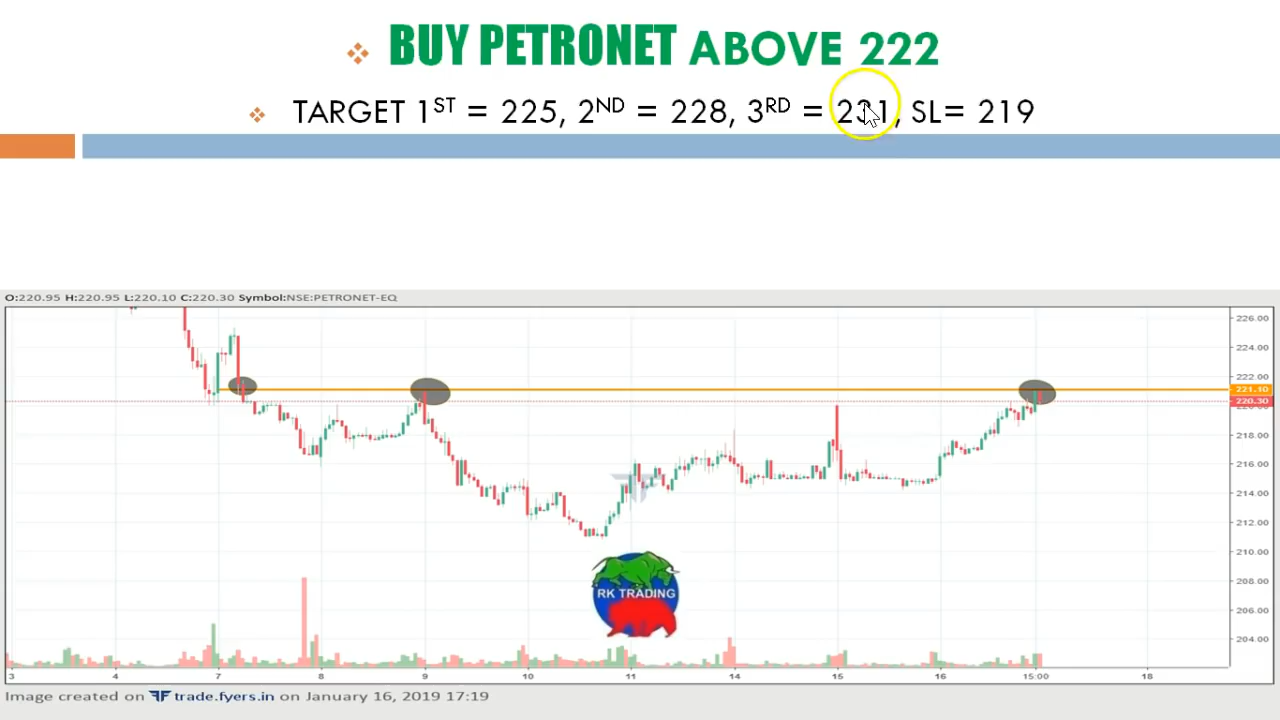 BUY PETRONET ABOVE 222
TARGET 1ST = 225, 2ND = 228, 3RD = 231, SL= 219
O:220.95 H:220.95 L:220.10 C:220.30 Symbol:NSE:PETRONET-EQ
226.00
224.00
222.00
221.10
220.30
220.00
218.00
216.00
214.00
212.00
210.00
208.00
206.00
204.00
RK TRADING
3 4 7 8 9 10 11 14 15 16 15:00 18
Image created on trade.fyers.in on January 16, 2019 17:19